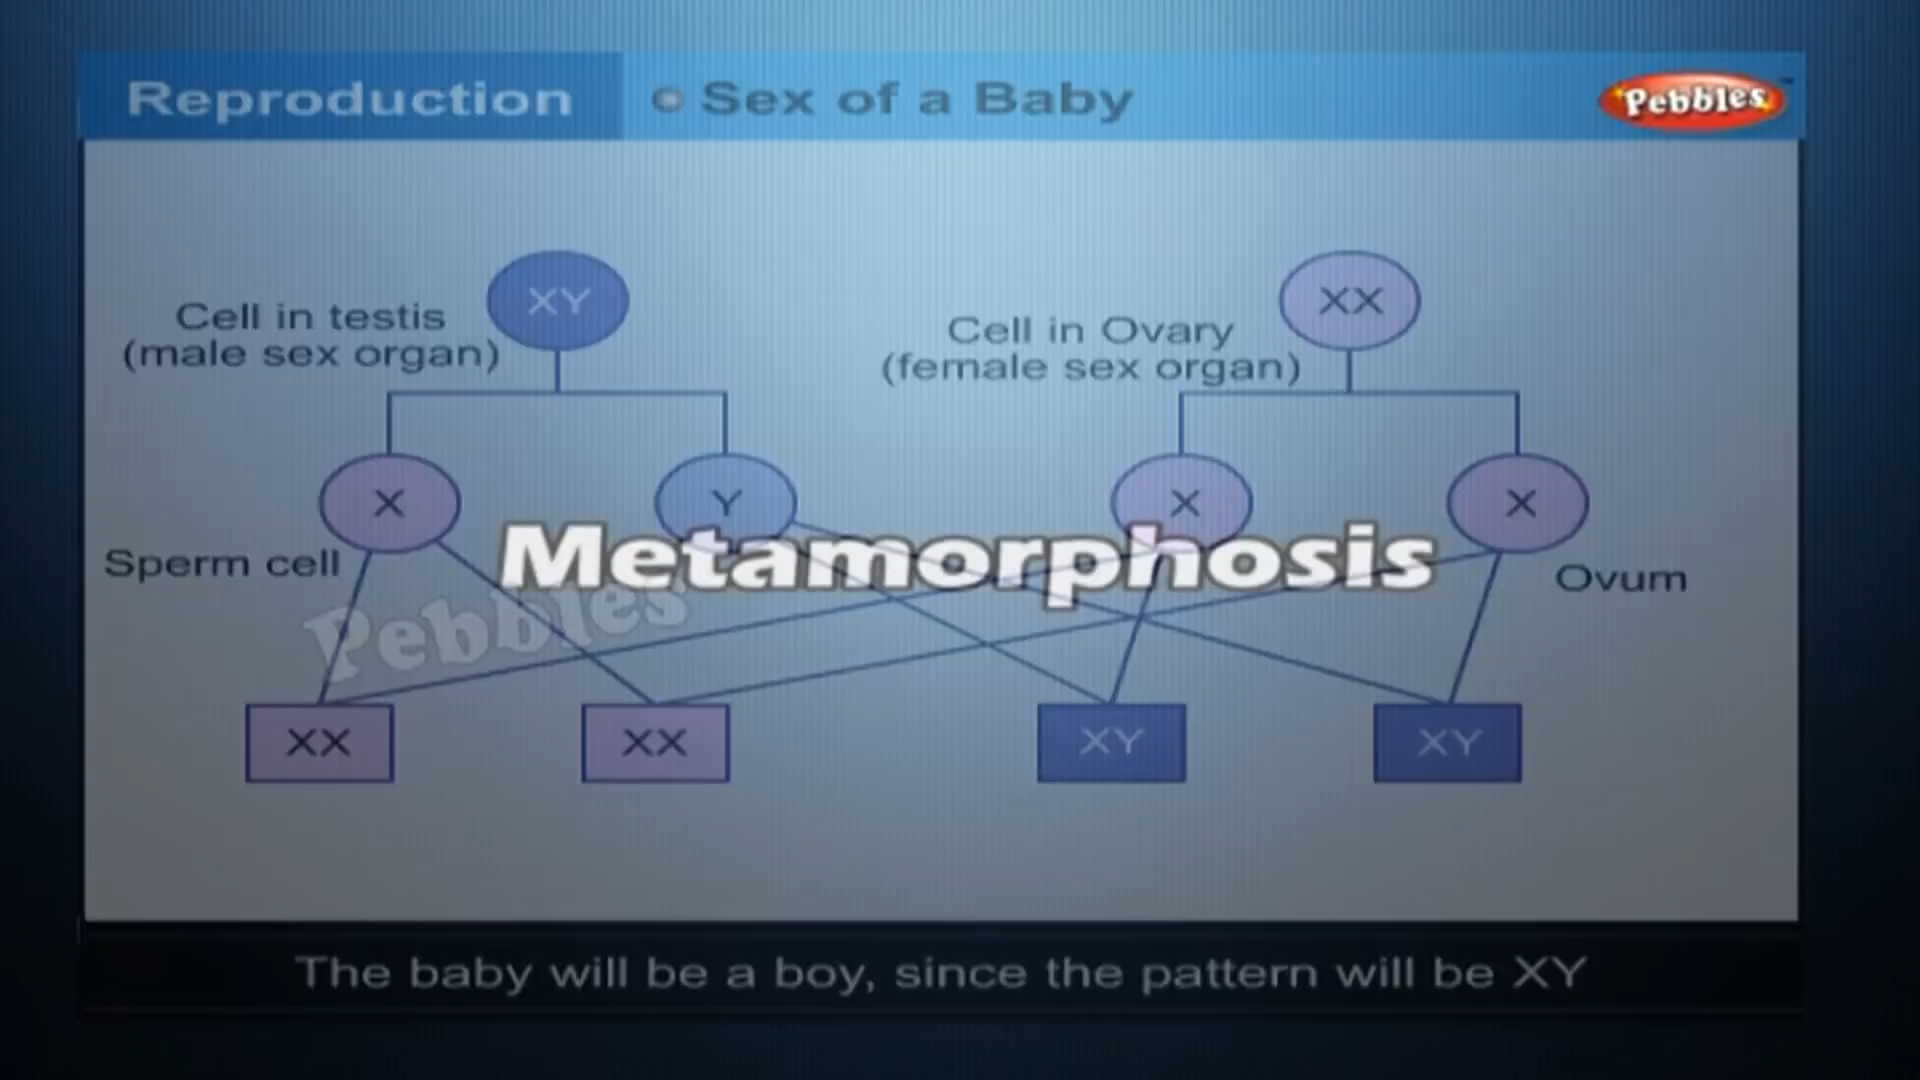 Reproduction
Sex of a Baby
Pebbles
XY
XX
Cell in testis
(male sex organ)
Cell in Ovary
(female sex organ)
X
Y
X
X
Metamorphosis
Sperm cell
Ovum
Pebbles
XX
XX
XY
XY
The baby will be a boy, since the pattern will be XY